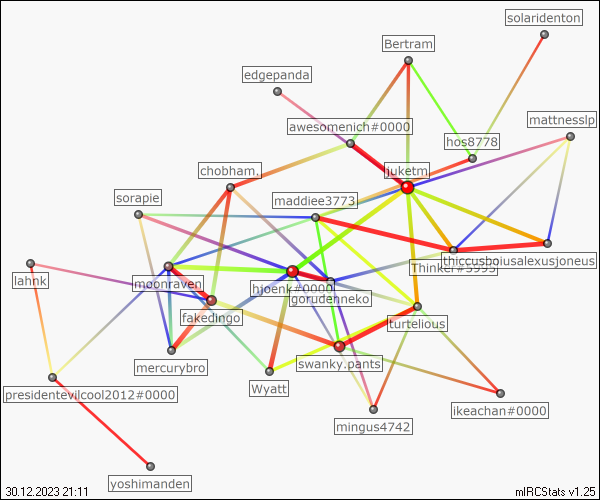 solaridenton
Bertram
edgepanda
mattnesslp
awesomenich#0000
hos8778
chobham.
juketm
sorapie
maddiee3773
thiccusboiusalexusjoneus
Thinker#5995
lahnk
moonraven
hjoenk#0000
gorudenneko
fakedingo
turtelious
mercurybro
swanky.pants
Wyatt
presidentevilcool2012#0000
ikeachan#0000
mingus4742
yoshimanden
30.12.2023 21:11
mIRCStats v1.25